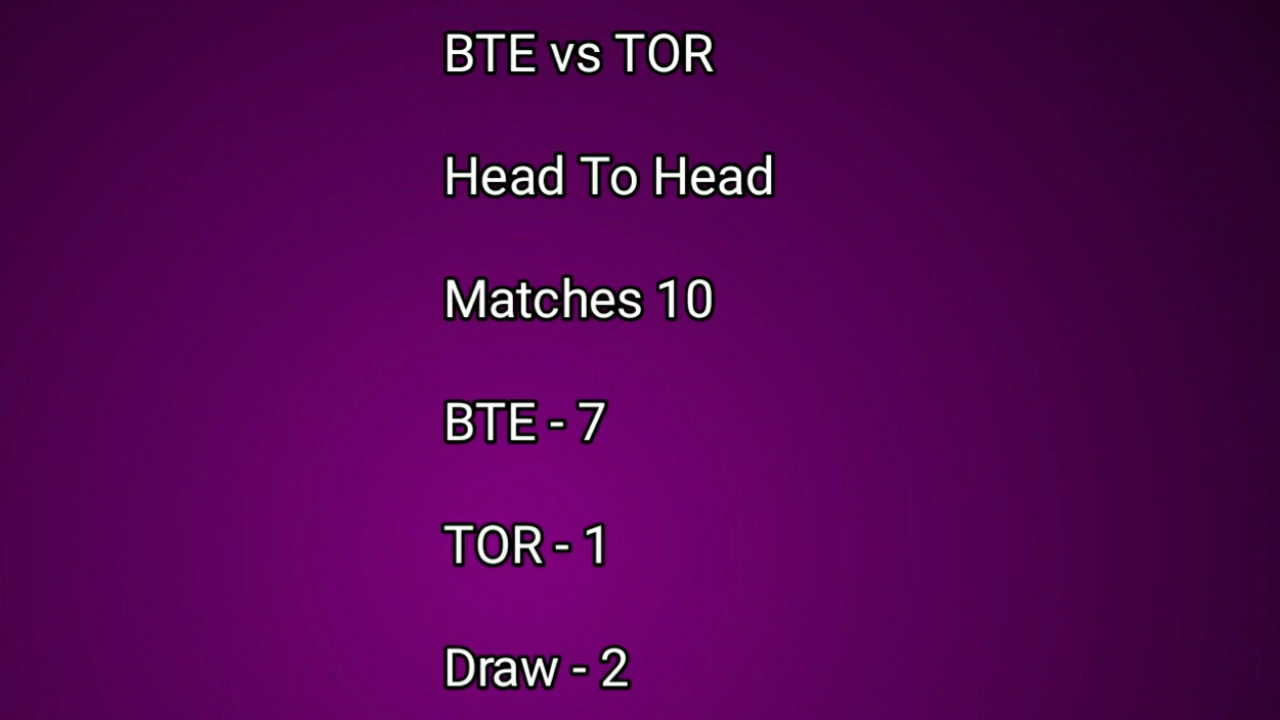 BTE vs TOR
Head To Head
Matches 10
BTE - 7
TOR - 1
Draw - 2